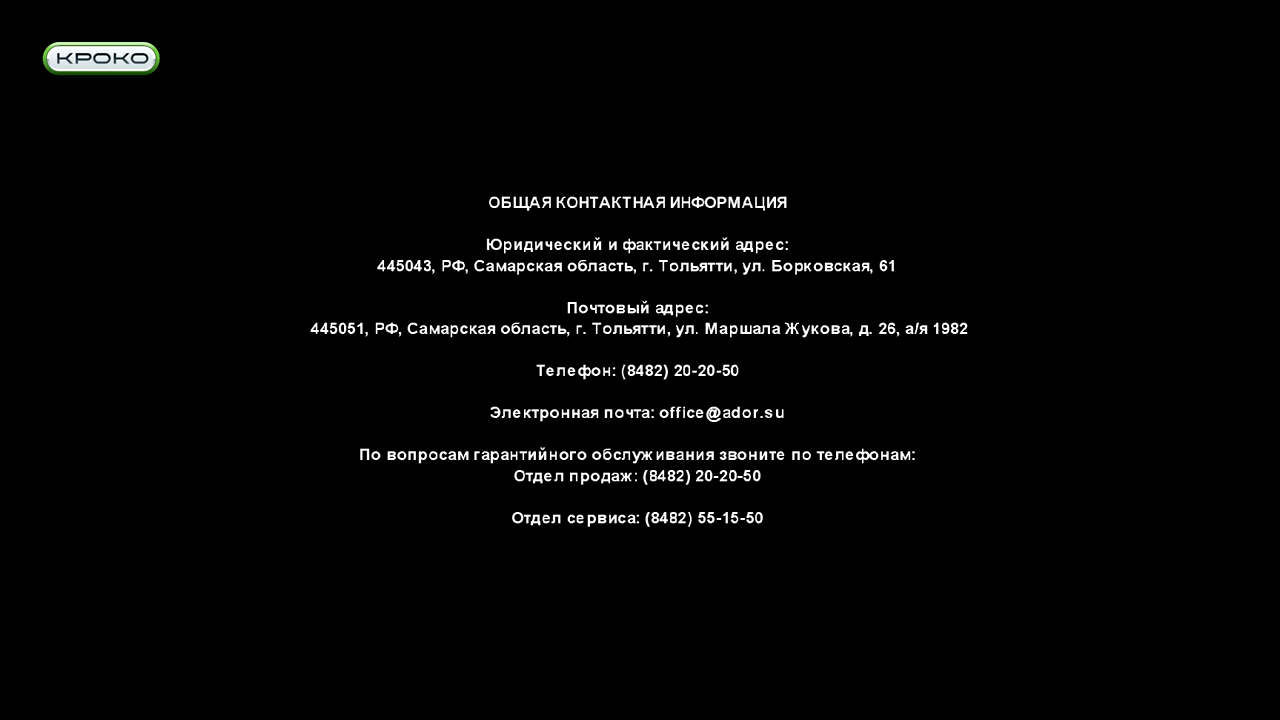 КРОКО
ОБЩАЯ КОНТАКТНАЯ ИНФОРМАЦИЯ
Юридический и фактический адрес:
445043, РФ, Самарская область, г. Тольятти, ул. Борковская, 61
Почтовый адрес:
445051, РФ, Самарская область, г. Тольятти, ул. Маршала Жукова, д. 26, а/я 1982
Телефон: (8482) 20-20-50
Электронная почта: office@ador.su
По вопросам гарантийного обслуживания звоните по телефонам:
Отдел продаж: (8482) 20-20-50
Отдел сервиса: (8482) 55-15-50